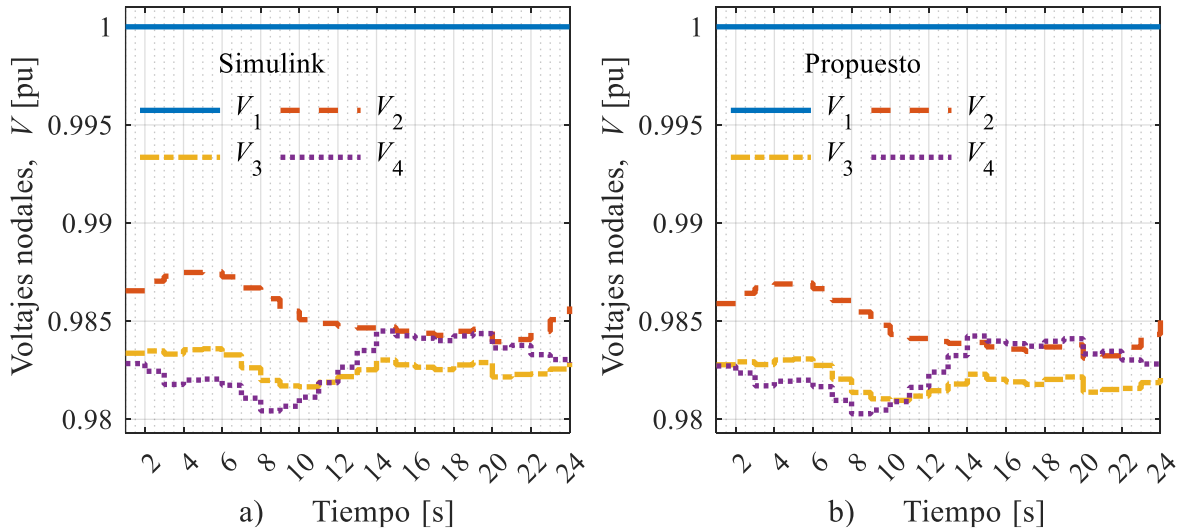 Simulink
V1 V2
V3 V4
1
0.995
0.99
0.985
0.98
Voltajes nodales, V [pu]
2 4 6 8 10 12 14 16 18 20 22 24
a) Tiempo [s]
Propuesto
V1 V2
V3 V4
1
0.995
0.99
0.985
0.98
Voltajes nodales, V [pu]
2 4 6 8 10 12 14 16 18 20 22 24
b) Tiempo [s]